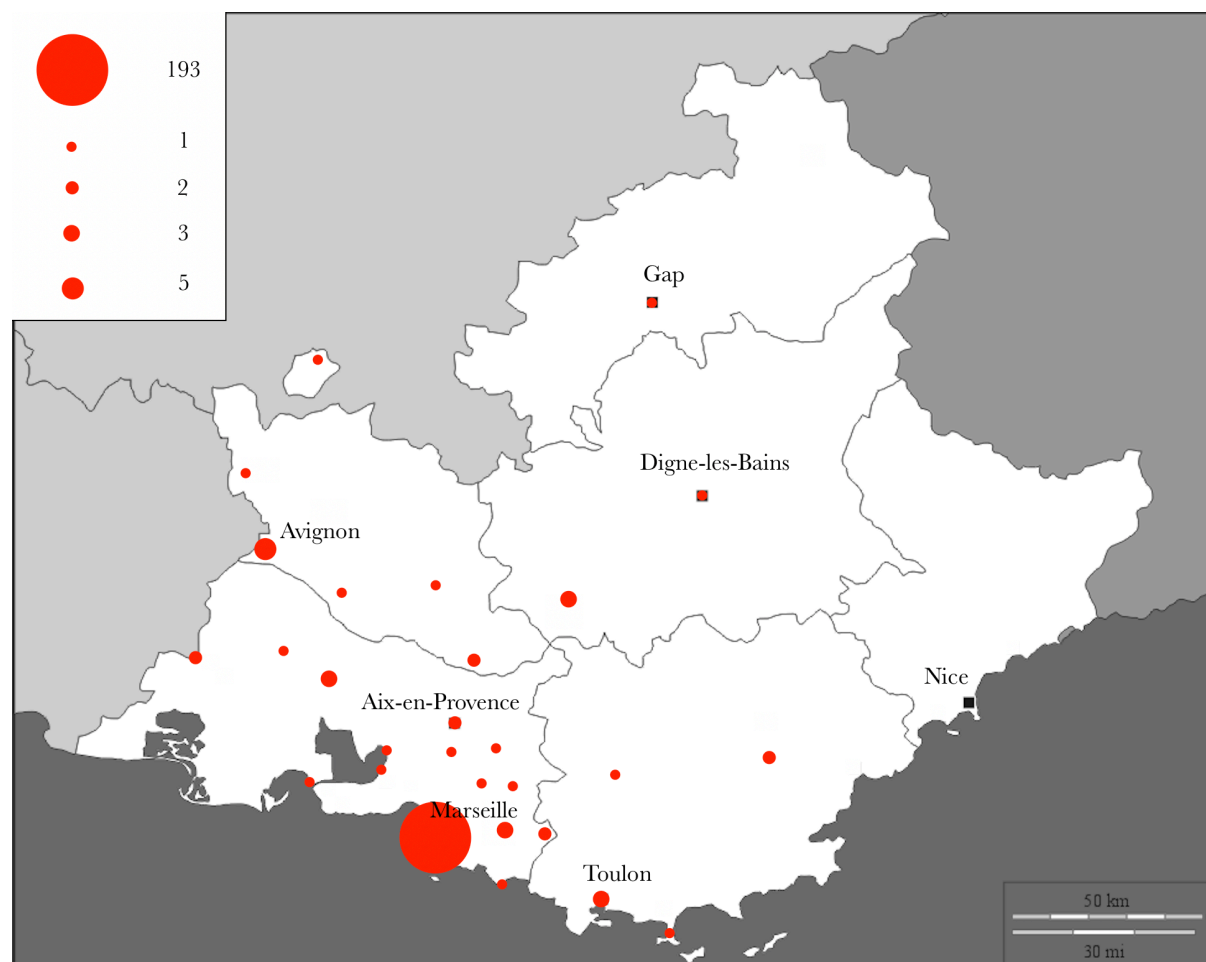 193
1
2
3
5
Gap
Digne-les-Bains
Avignon
Nice
Aix-en-Provence
Marseille
Toulon
50 km
30 mi